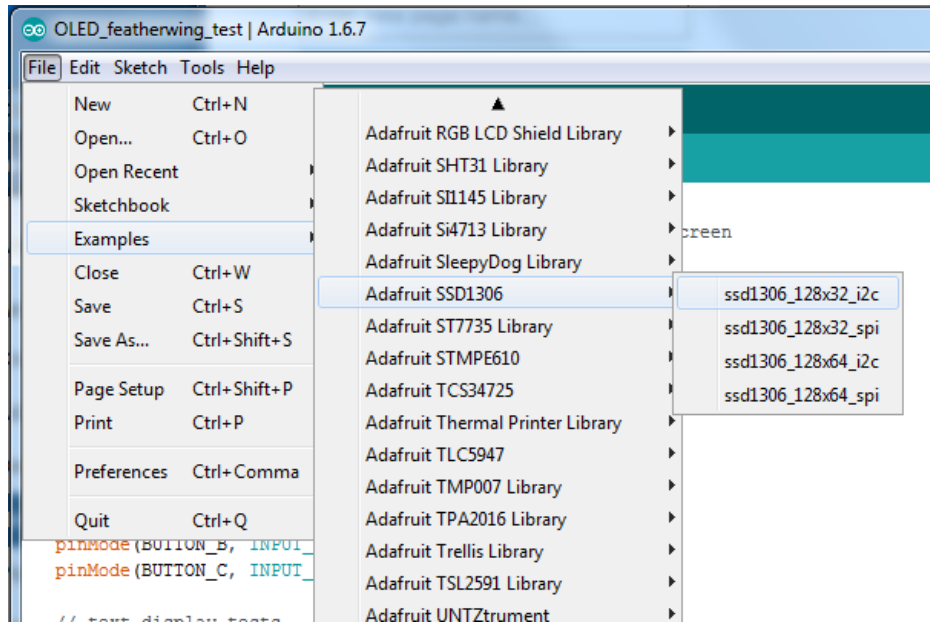 OLED_featherwing_test | Arduino 1.6.7
File Edit Sketch Tools Help
New Ctrl+N
Open... Ctrl+O
Open Recent
Sketchbook
Examples
Close Ctrl+W
Save Ctrl+S
Save As... Ctrl+Shift+S
Page Setup Ctrl+Shift+P
Print Ctrl+P
Preferences Ctrl+Comma
Quit Ctrl+Q
Adafruit RGB LCD Shield Library
Adafruit SHT31 Library
Adafruit SI1145 Library
Adafruit Si4713 Library
Adafruit SleepyDog Library
Adafruit SSD1306
Adafruit ST7735 Library
Adafruit STMPE610
Adafruit TCS34725
Adafruit Thermal Printer Library
Adafruit TLC5947
Adafruit TMP007 Library
Adafruit TPA2016 Library
Adafruit Trellis Library
Adafruit TSL2591 Library
Adafruit UNTZtrument
ssd1306_128x32_i2c
ssd1306_128x32_spi
ssd1306_128x64_i2c
ssd1306_128x64_spi
creen
pinMode(BUTTON_B, INPUT_
pinMode(BUTTON_C, INPUT_
// text display tests